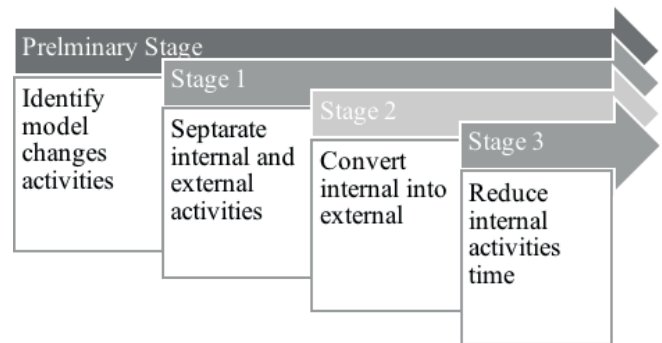 Prelminary Stage
Identify
model
changes
activities
Stage 1
Septarate
internal and
external
activities
Stage 2
Convert
internal into
external
Stage 3
Reduce
internal
activities
time